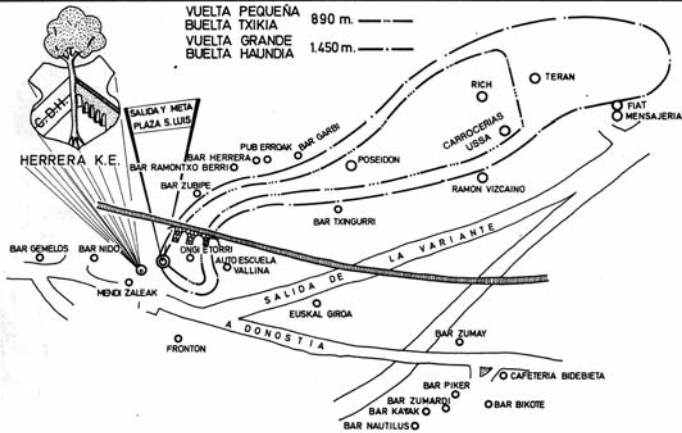 VUELTA PEQUEÑA
BUELTA TXIKIA 890 m.
VUELTA GRANDE
BUELTA HAUNDIA 1.450 m.
C.D.H.
HERRERA K.E.
SALIDA Y META
PLAZA S. LUIS
BAR HERRERA
PUB ERROAK
BAR GARBI
BAR RAMONTXO BERRI
BAR ZUBIPE
POSEIDON
RICH
TERAN
CARROCERIAS
USSA
FIAT
MENSAJERIA
RAMON VIZCAINO
BAR TXINGURRI
BAR GEMELOS
BAR NIDO
ONGI ETORRI
AUTO ESCUELA
VALLINA
MENDI ZALEAK
SALIDA DE LA VARIANTE
EUSKAL GIROA
A DONOSTIA
FRONTON
BAR ZUMAY
CAFETERIA BIDEBIETA
BAR PIKER
BAR ZUMARDI
BAR KAYAK
BAR BIKOTE
BAR NAUTILUS